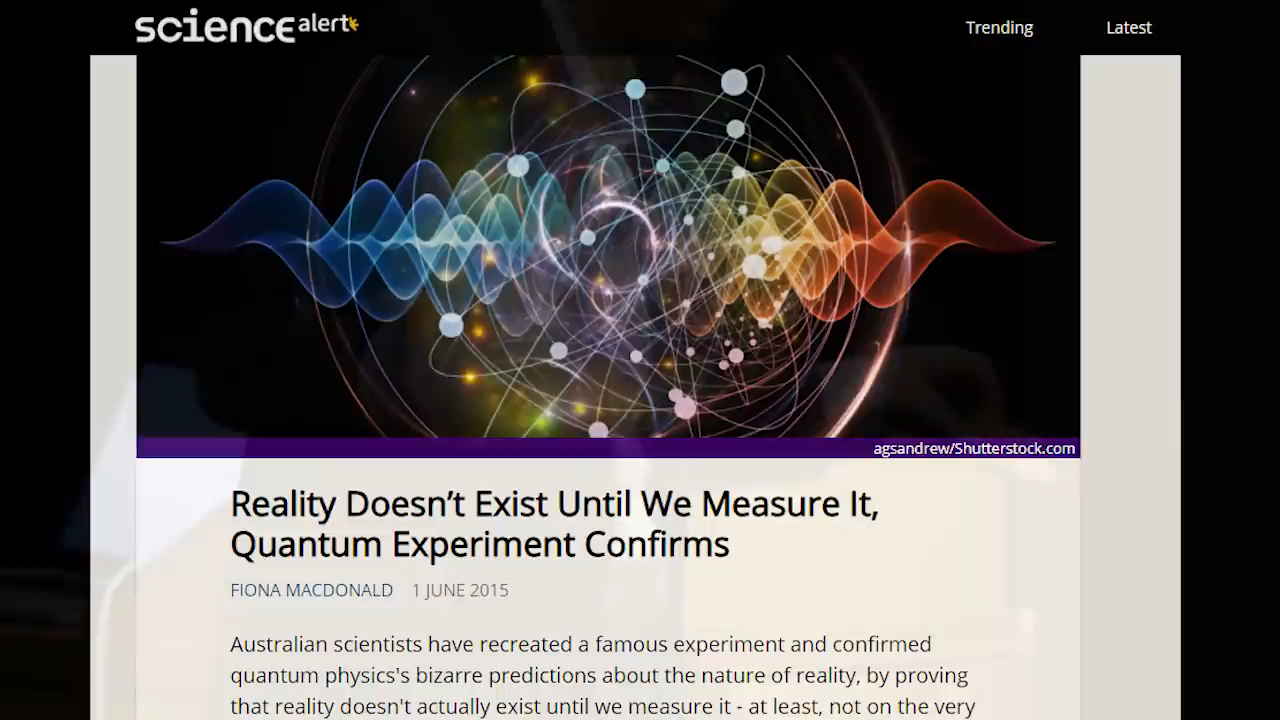 sciencealert
Trending
Latest
agsandrew/Shutterstock.com
Reality Doesn’t Exist Until We Measure It,
Quantum Experiment Confirms
FIONA MACDONALD 1 JUNE 2015
Australian scientists have recreated a famous experiment and confirmed
quantum physics's bizarre predictions about the nature of reality, by proving
that reality doesn't actually exist until we measure it - at least, not on the very